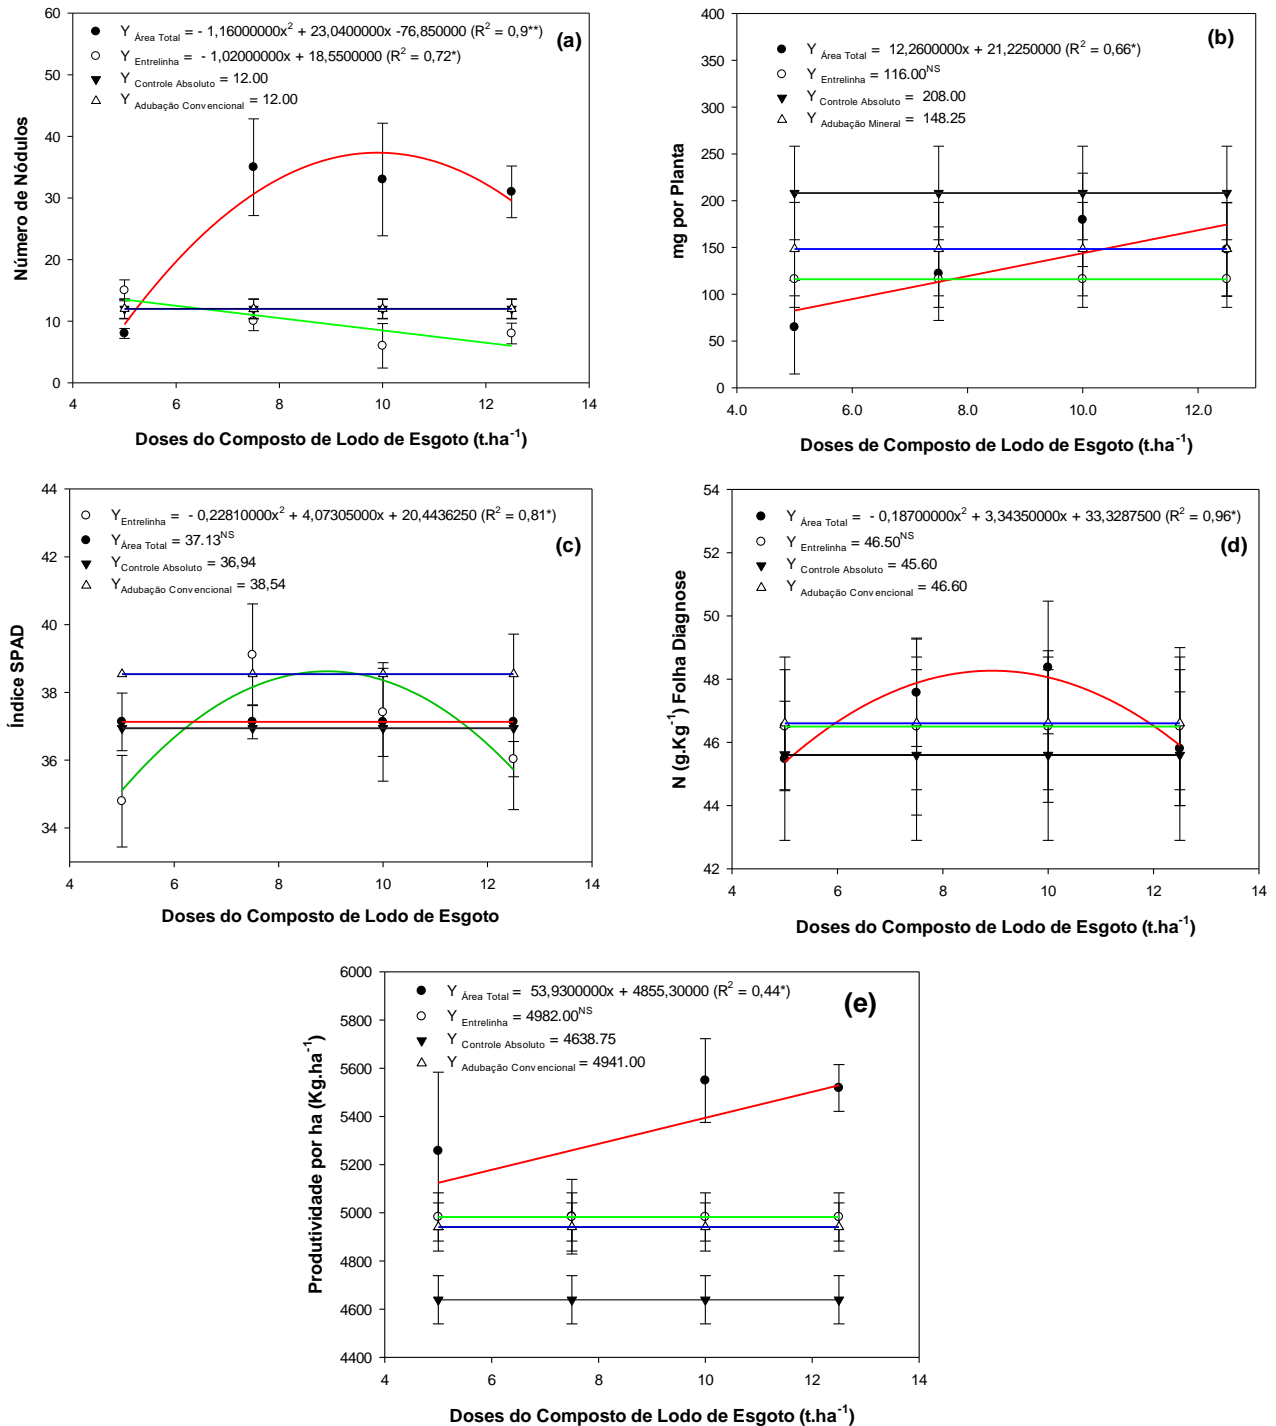 60
50
40
30
20
10
0
Número de Nódulos
Y Área Total = - 1,16000000x² + 23,0400000x -76,850000 (R² = 0,9**)
(a)
Y Entrelinha = - 1,02000000x + 18,5500000 (R² = 0,72*)
Y Controle Absoluto = 12.00
Y Adubação Convencional = 12.00
4 6 8 10 12 14
Doses do Composto de Lodo de Esgoto (t.ha⁻¹)
400
350
300
250
200
150
100
50
0
mg por Planta
(b)
Y Área Total = 12,2600000x + 21,2250000 (R² = 0,66*)
Y Entrelinha = 116.00ᴺˢ
Y Controle Absoluto = 208.00
Y Adubação Mineral = 148.25
4.0 6.0 8.0 10.0 12.0
Doses de Composto de Lodo de Esgoto (t.ha⁻¹)
44
42
40
38
36
34
Índice SPAD
Y Entrelinha = - 0,22810000x² + 4,07305000x + 20,4436250 (R² = 0,81*)
Y Área Total = 37.13ᴺˢ
(c)
Y Controle Absoluto = 36,94
Y Adubação Convencional = 38,54
4 6 8 10 12 14
Doses do Composto de Lodo de Esgoto
54
52
50
48
46
44
42
N (g.Kg⁻¹) Folha Diagnose
Y Área Total = - 0,18700000x² + 3,34350000x + 33,3287500 (R² = 0,96*)
Y Entrelinha = 46.50ᴺˢ
(d)
Y Controle Absoluto = 45.60
Y Adubação Convencional = 46.60
4 6 8 10 12 14
Doses do Composto de Lodo de Esgoto (t.ha⁻¹)
6000
5800
5600
5400
5200
5000
4800
4600
4400
Produtividade por ha (Kg.ha⁻¹)
Y Área Total = 53,9300000x + 4855,30000 (R² = 0,44*)
(e)
Y Entrelinha = 4982.00ᴺˢ
Y Controle Absoluto = 4638.75
Y Adubação Convencional = 4941.00
4 6 8 10 12 14
Doses do Composto de Lodo de Esgoto (t.ha⁻¹)